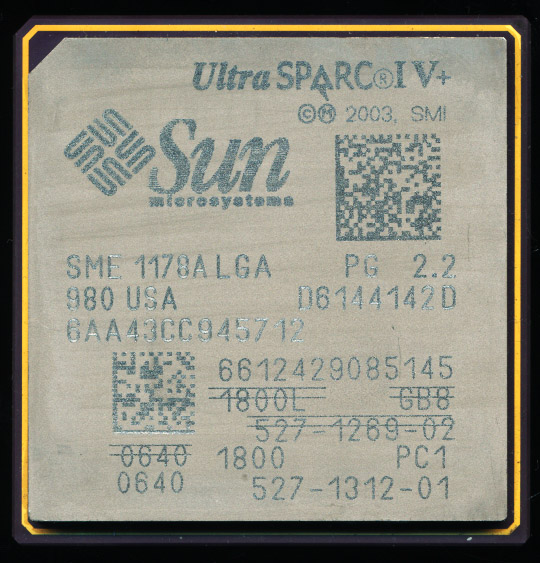 UltraSPARC®IV+
©Ⓜ 2003, SMI
Sun
microsystems
SME 1178A LGA PG 2.2
980 USA D6144142D
6AA43CC945712
6612429085145
1800L GB8
527-1269-02
0640 1800 PC1
0640 527-1312-01